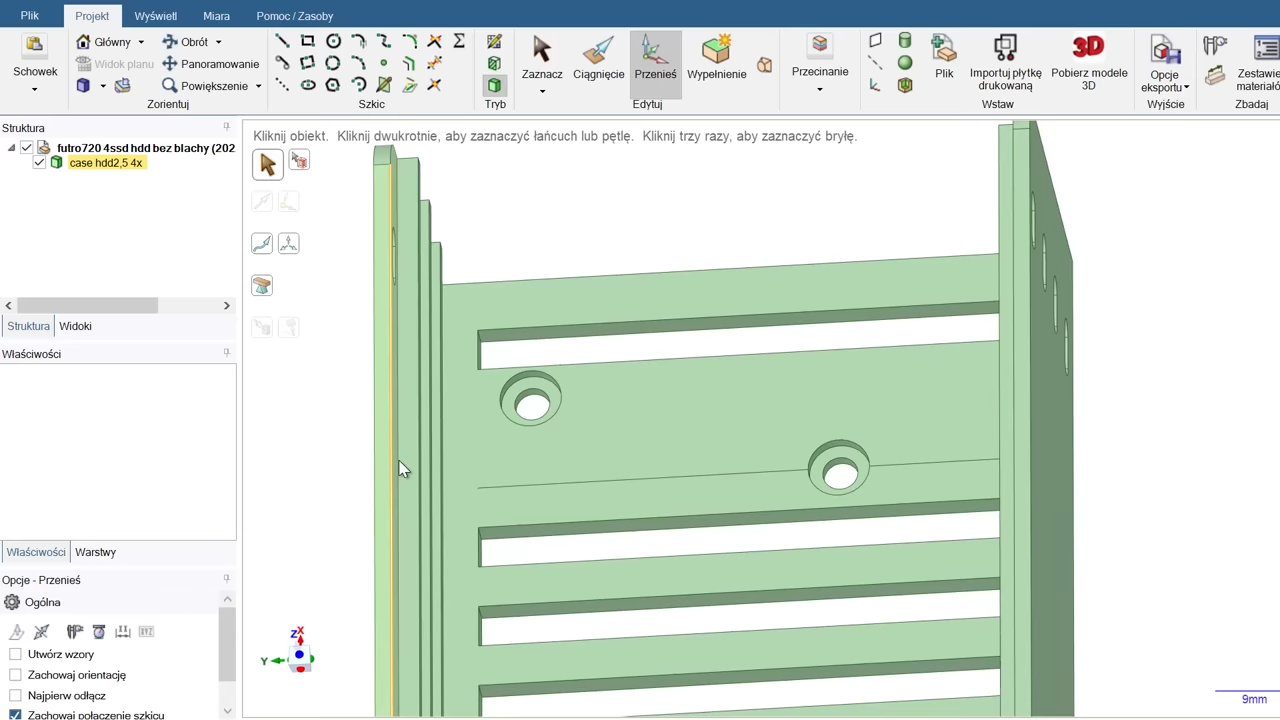 Plik Projekt Wyświetl Miara Pomoc / Zasoby
Schowek
Główny
Widok planu
Obrót
Panoramowanie
Powiększenie
Zorientuj
Szkic
Tryb
Zaznacz
Ciągnięcie
Przenieś
Wypełnienie
Edytuj
Przecinanie
Plik
Importuj płytkę
drukowaną
3D
Pobierz modele
3D
Wstaw
Opcje
eksportu
Wyjście
Zestawie
materiałó
Zbadaj
Struktura
futro720 4ssd hdd bez blachy (202
case hdd2,5 4x
Kliknij obiekt. Kliknij dwukrotnie, aby zaznaczyć łańcuch lub pętlę. Kliknij trzy razy, aby zaznaczyć bryłę.
Struktura Widoki
Właściwości
Właściwości Warstwy
Opcje - Przenieś
Ogólna
XYZ
Utwórz wzory
Zachowaj orientację
Najpierw odłącz
Zachowaj połączenie szkicu
Z X
Y
9mm